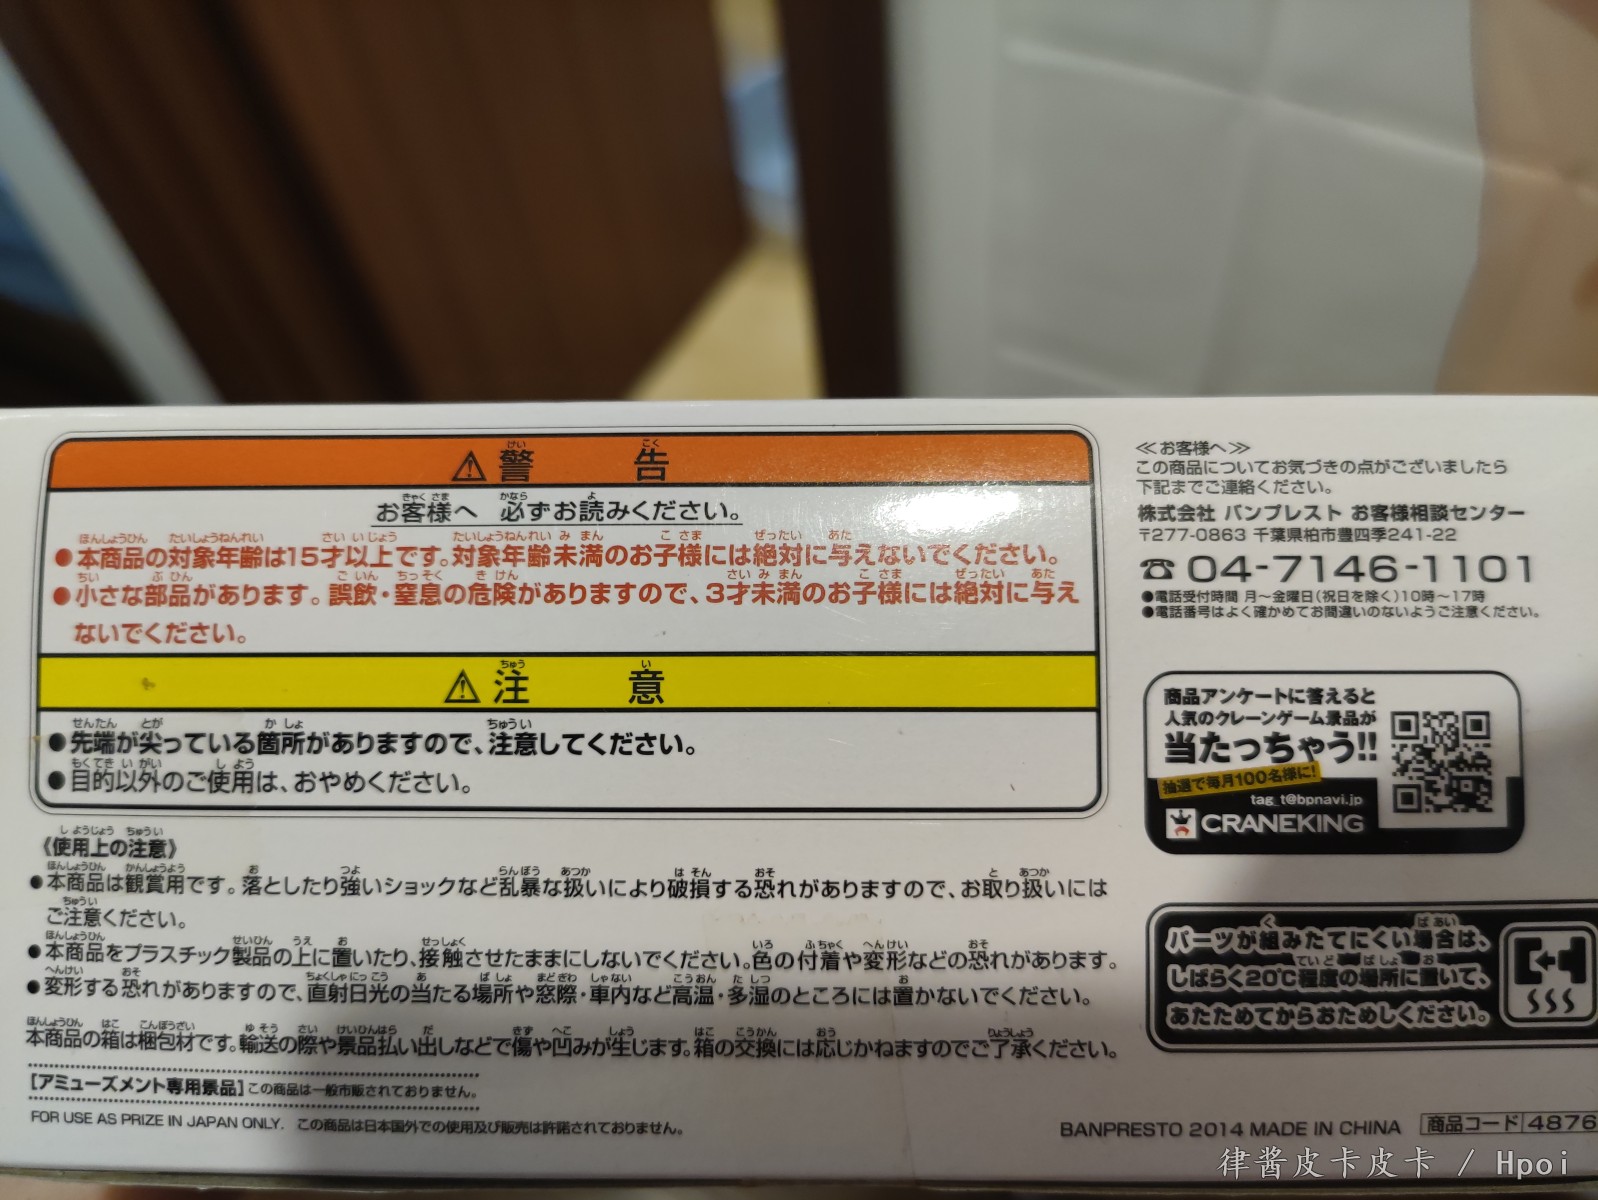 ⚠警告
お客様へ 必ずお読みください。
●本商品の対象年齢は15才以上です。対象年齢未満のお子様には絶対に与えないでください。
●小さな部品があります。誤飲・窒息の危険がありますので、3才未満のお子様には絶対に与え
ないでください。
⚠注意
●先端が尖っている箇所がありますので、注意してください。
●目的以外のご使用は、おやめください。
《使用上の注意》
●本商品は観賞用です。落としたり強いショックなど乱暴な扱いにより破損する恐れがありますので、お取り扱いには
ご注意ください。
●本商品をプラスチック製品の上に置いたり、接触させたままにしないでください。色の付着や変形などの恐れがあります。
●変形する恐れがありますので、直射日光の当たる場所や窓際・車内など高温・多湿のところには置かないでください。
本商品の箱は梱包材です。輸送の際や景品払い出しなどで傷や凹みが生じます。箱の交換には応じかねますのでご了承ください。
[アミューズメント専用景品]この商品は一般市販されておりません。
FOR USE AS PRIZE IN JAPAN ONLY. この商品は日本国外での使用及び販売は許諾されておりません。
≪お客様へ≫
この商品についてお気づきの点がございましたら
下記までご連絡ください。
株式会社 バンプレスト お客様相談センター
〒277-0863 千葉県柏市豊四季241-22
☎04-7146-1101
●電話受付時間 月～金曜日(祝日を除く)10時～17時
●電話番号はよく確かめてお間違いのないようご注意ください。
商品アンケートに答えると
人気のクレーンゲーム景品が
当たっちゃう!!
抽選で毎月100名様に!
tag_t@bpnavi.jp
CRANEKING
パーツが組みたてにくい場合は、
しばらく20℃程度の場所に置いて、
あたためてからおためしください。
BANPRESTO 2014 MADE IN CHINA 商品コード 4876
律酱皮卡皮卡 / Hpoi